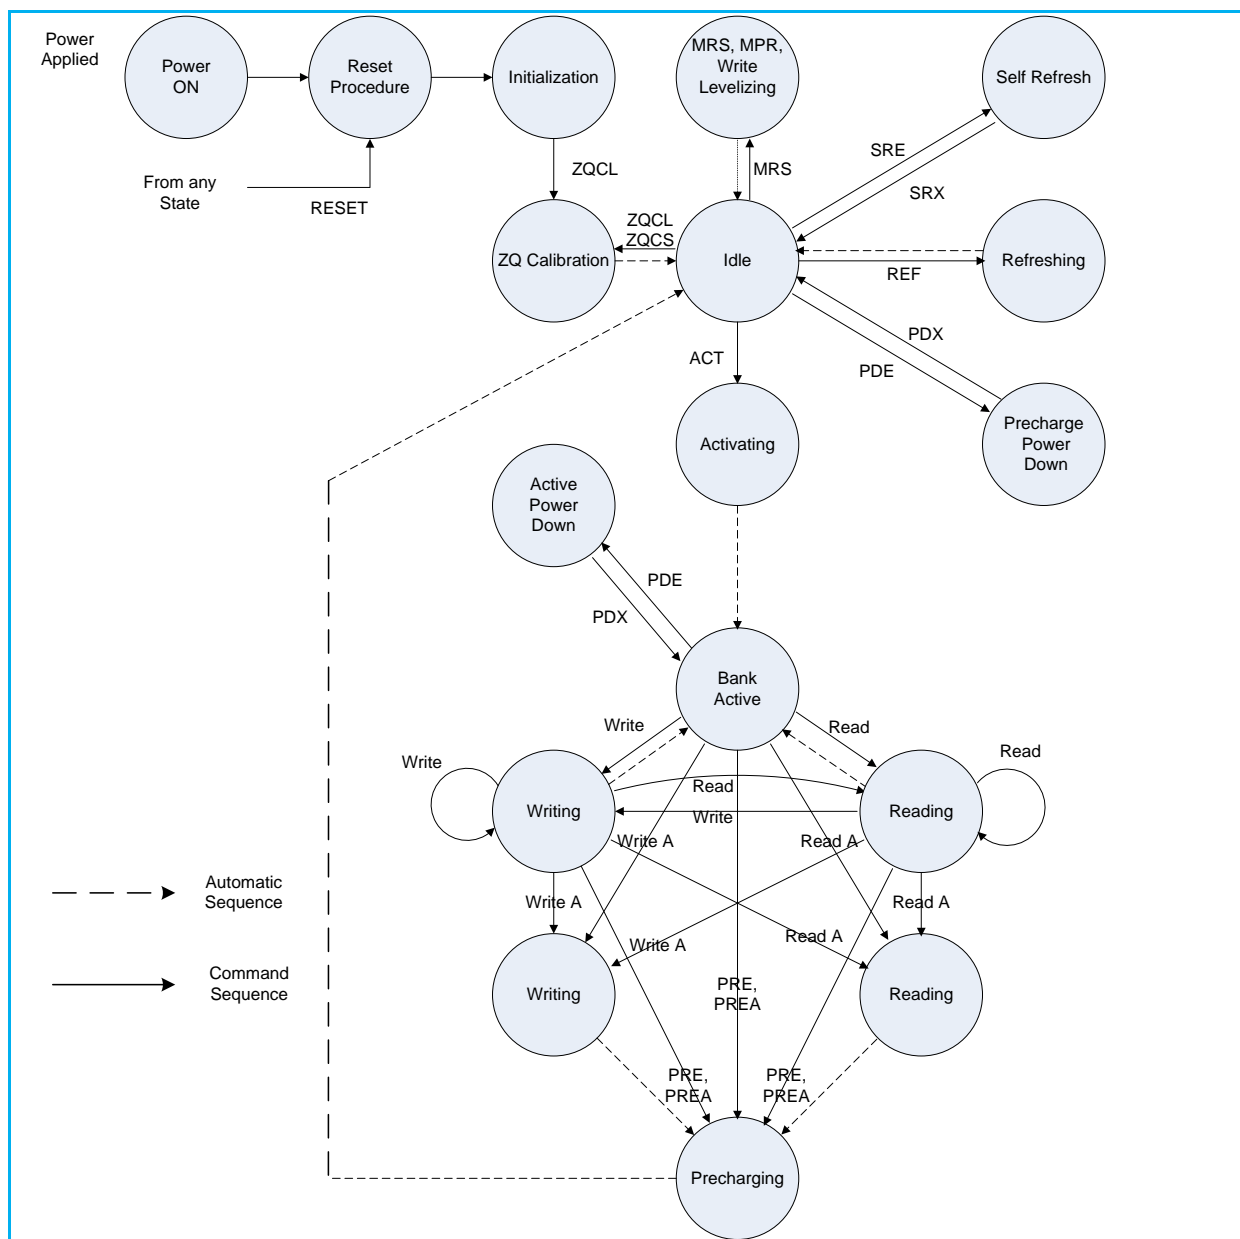 Power
Applied
Power
ON
Reset
Procedure
Initialization
MRS, MPR,
Write
Levelizing
Self Refresh
From any
State
RESET
ZQCL
MRS
SRE
SRX
ZQCL
ZQCS
ZQ Calibration
Idle
REF
Refreshing
ACT
PDX
PDE
Activating
Precharge
Power
Down
Active
Power
Down
PDE
PDX
Bank
Active
Write
Read
Write
Read
Read
Write
Writing
Reading
Write A
Read A
Automatic
Sequence
Write A
Read A
Write A
Read A
Command
Sequence
Writing
Reading
PRE,
PREA
PRE,
PREA
PRE,
PREA
Precharging